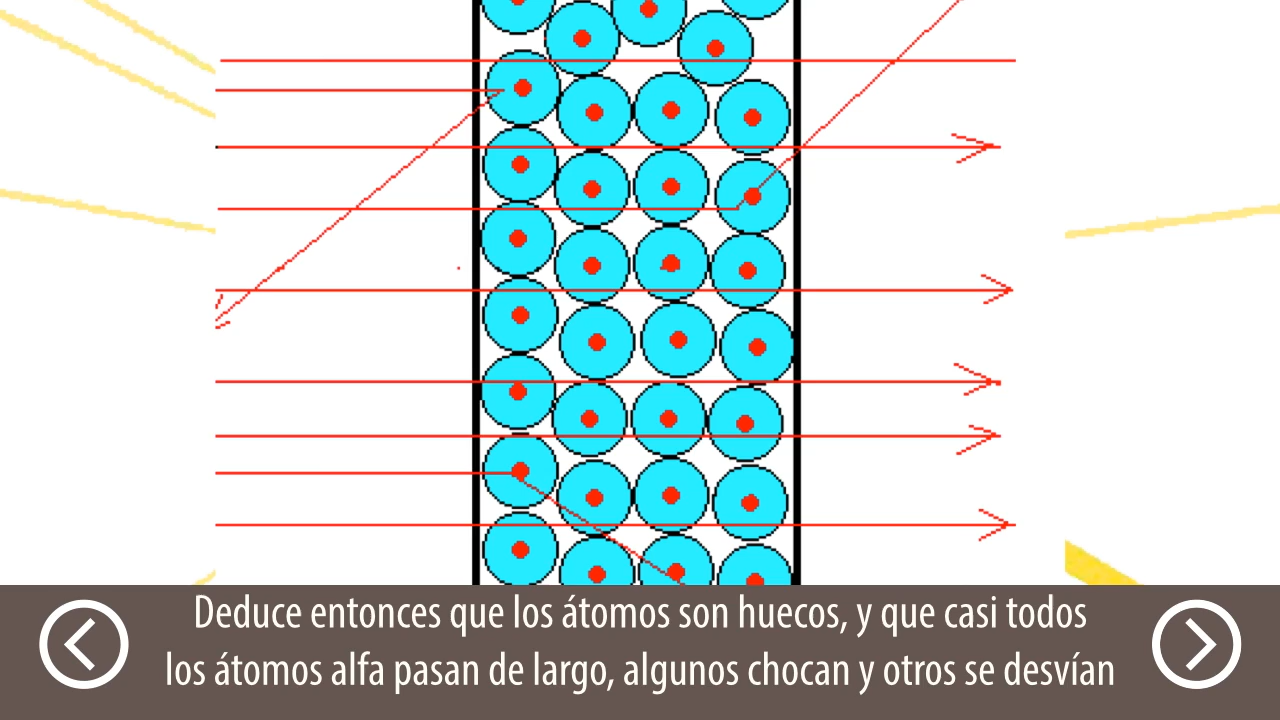 Deduce entonces que los átomos son huecos, y que casi todos
los átomos alfa pasan de largo, algunos chocan y otros se desvían